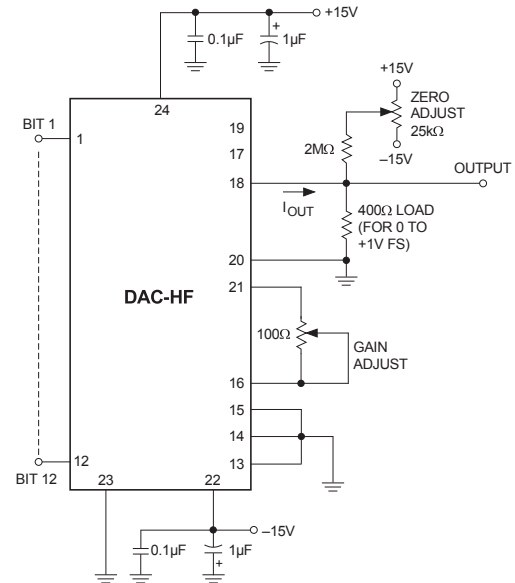 +15V
0.1µF
+
1µF
24
+15V
ZERO
ADJUST
25kΩ
–15V
BIT 1
1
19
17
2MΩ
18
OUTPUT
IOUT
400Ω LOAD
(FOR 0 TO
+1V FS)
20
DAC-HF
21
100Ω
GAIN
ADJUST
16
15
14
13
BIT 12
12
23
22
–15V
0.1µF
1µF
+